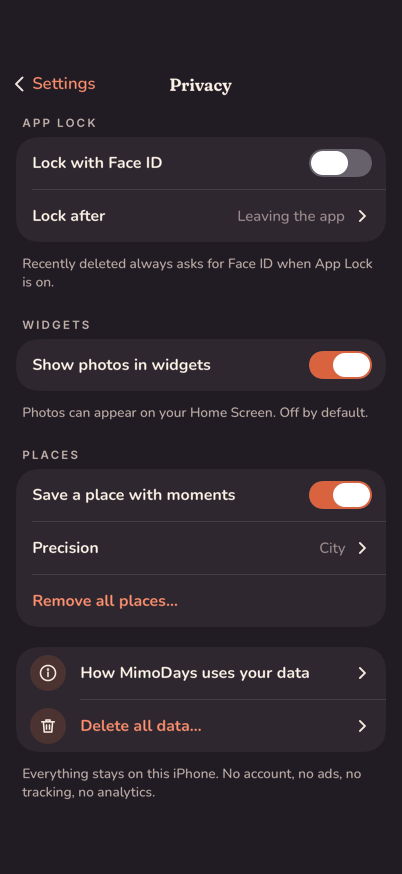 Settings
Privacy
APP LOCK
Lock with Face ID
Lock after
Leaving the app
Recently deleted always asks for Face ID when App Lock
is on.
WIDGETS
Show photos in widgets
Photos can appear on your Home Screen. Off by default.
PLACES
Save a place with moments
Precision
City
Remove all places...
How MimoDays uses your data
Delete all data...
Everything stays on this iPhone. No account, no ads, no
tracking, no analytics.